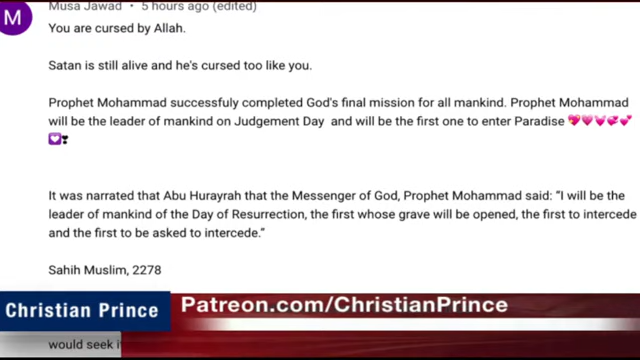 M
Musa Jawad • 5 hours ago (edited)
You are cursed by Allah.
Satan is still alive and he's cursed too like you.
Prophet Mohammad successfully completed God's final mission for all mankind. Prophet Mohammad
will be the leader of mankind on Judgement Day and will be the first one to enter Paradise 💘💗💓💞💕
💟❣
It was narrated that Abu Hurayrah that the Messenger of God, Prophet Mohammad said: “I will be the
leader of mankind of the Day of Resurrection, the first whose grave will be opened, the first to intercede
and the first to be asked to intercede.”
Sahih Muslim, 2278
Christian Prince
Patreon.com/ChristianPrince
would seek